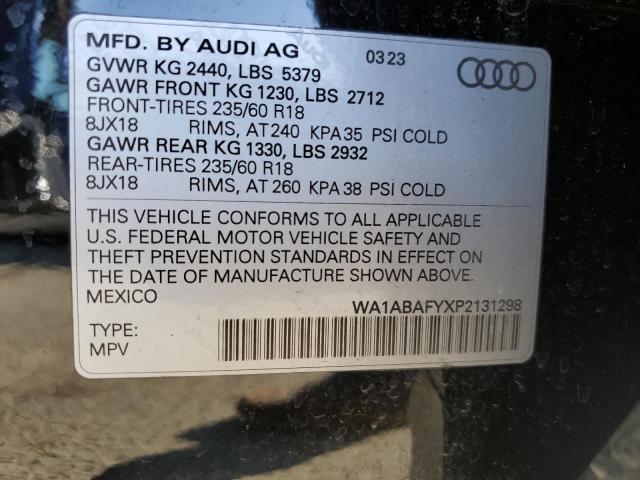 MFD. BY AUDI AG 03 23
GVWR KG 2440, LBS 5379
GAWR FRONT KG 1230, LBS 2712
FRONT-TIRES 235/60 R18
8JX18 RIMS, AT 240 KPA 35 PSI COLD
GAWR REAR KG 1330, LBS 2932
REAR-TIRES 235/60 R18
8JX18 RIMS, AT 260 KPA 38 PSI COLD
THIS VEHICLE CONFORMS TO ALL APPLICABLE
U.S. FEDERAL MOTOR VEHICLE SAFETY AND
THEFT PREVENTION STANDARDS IN EFFECT ON
THE DATE OF MANUFACTURE SHOWN ABOVE.
MEXICO
WA1ABAFYXP2131298
TYPE:
MPV